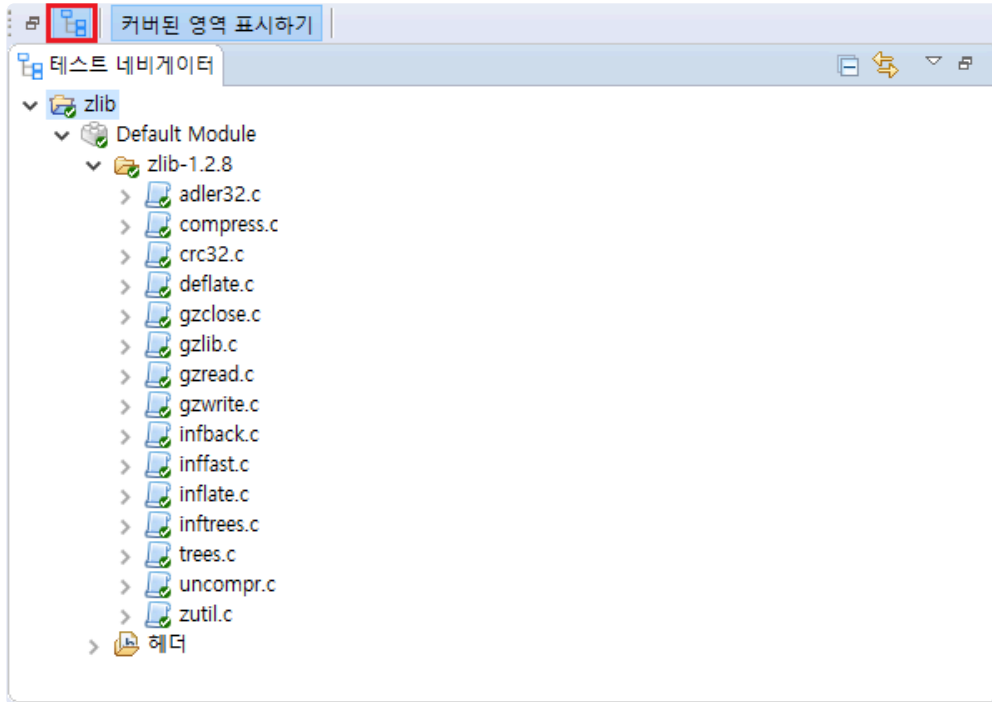 커버된 영역 표시하기
테스트 네비게이터
zlib
Default Module
zlib-1.2.8
adler32.c
compress.c
crc32.c
deflate.c
gzclose.c
gzlib.c
gzread.c
gzwrite.c
infback.c
inffast.c
inflate.c
inftrees.c
trees.c
uncompr.c
zutil.c
헤더